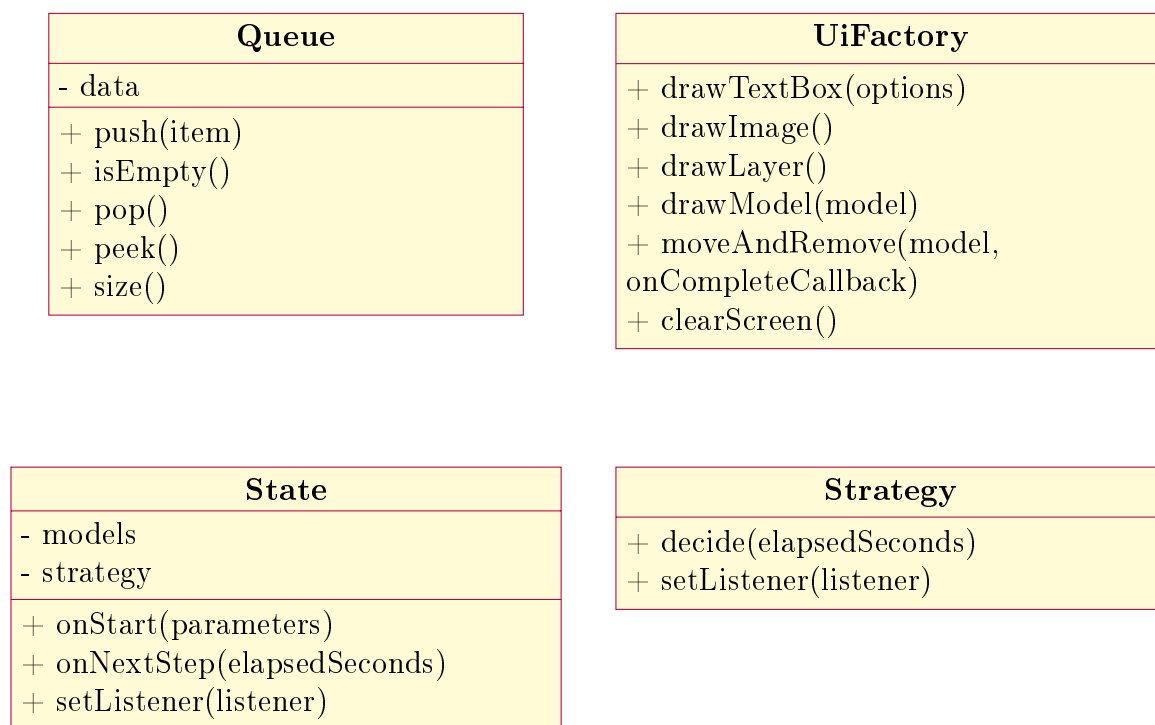 Queue
- data
+ push(item)
+ isEmpty()
+ pop()
+ peek()
+ size()
UiFactory
+ drawTextBox(options)
+ drawImage()
+ drawLayer()
+ drawModel(model)
+ moveAndRemove(model,
onCompleteCallback)
+ clearScreen()
State
- models
- strategy
+ onStart(parameters)
+ onNextStep(elapsedSeconds)
+ setListener(listener)
Strategy
+ decide(elapsedSeconds)
+ setListener(listener)